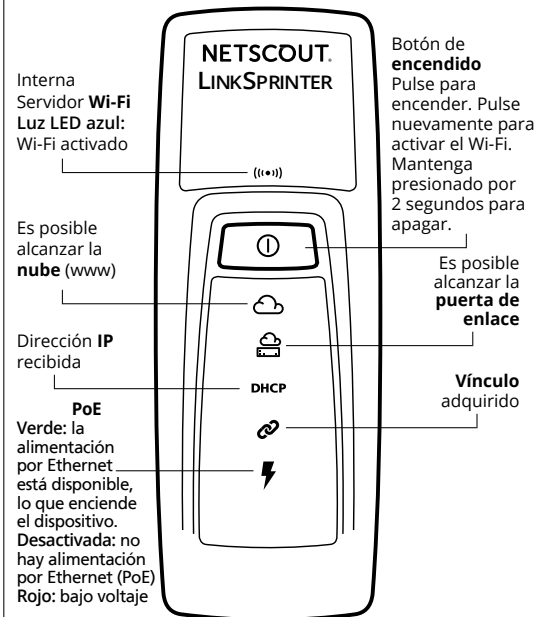 NETSCOUT.
LINKSPRINTER
Interna
Servidor Wi-Fi
Luz LED azul:
Wi-Fi activado
Es posible
alcanzar la
nube (www)
Dirección IP
recibida
PoE
Verde: la
alimentación
por Ethernet
está disponible,
lo que enciende
el dispositivo.
Desactivada: no
hay alimentación
por Ethernet (PoE)
Rojo: bajo voltaje
DHCP
Botón de
encendido
Pulse para
encender. Pulse
nuevamente para
activar el Wi-Fi.
Mantenga
presionado por
2 segundos para
apagar.
Es posible
alcanzar la
puerta de
enlace
Vínculo
adquirido